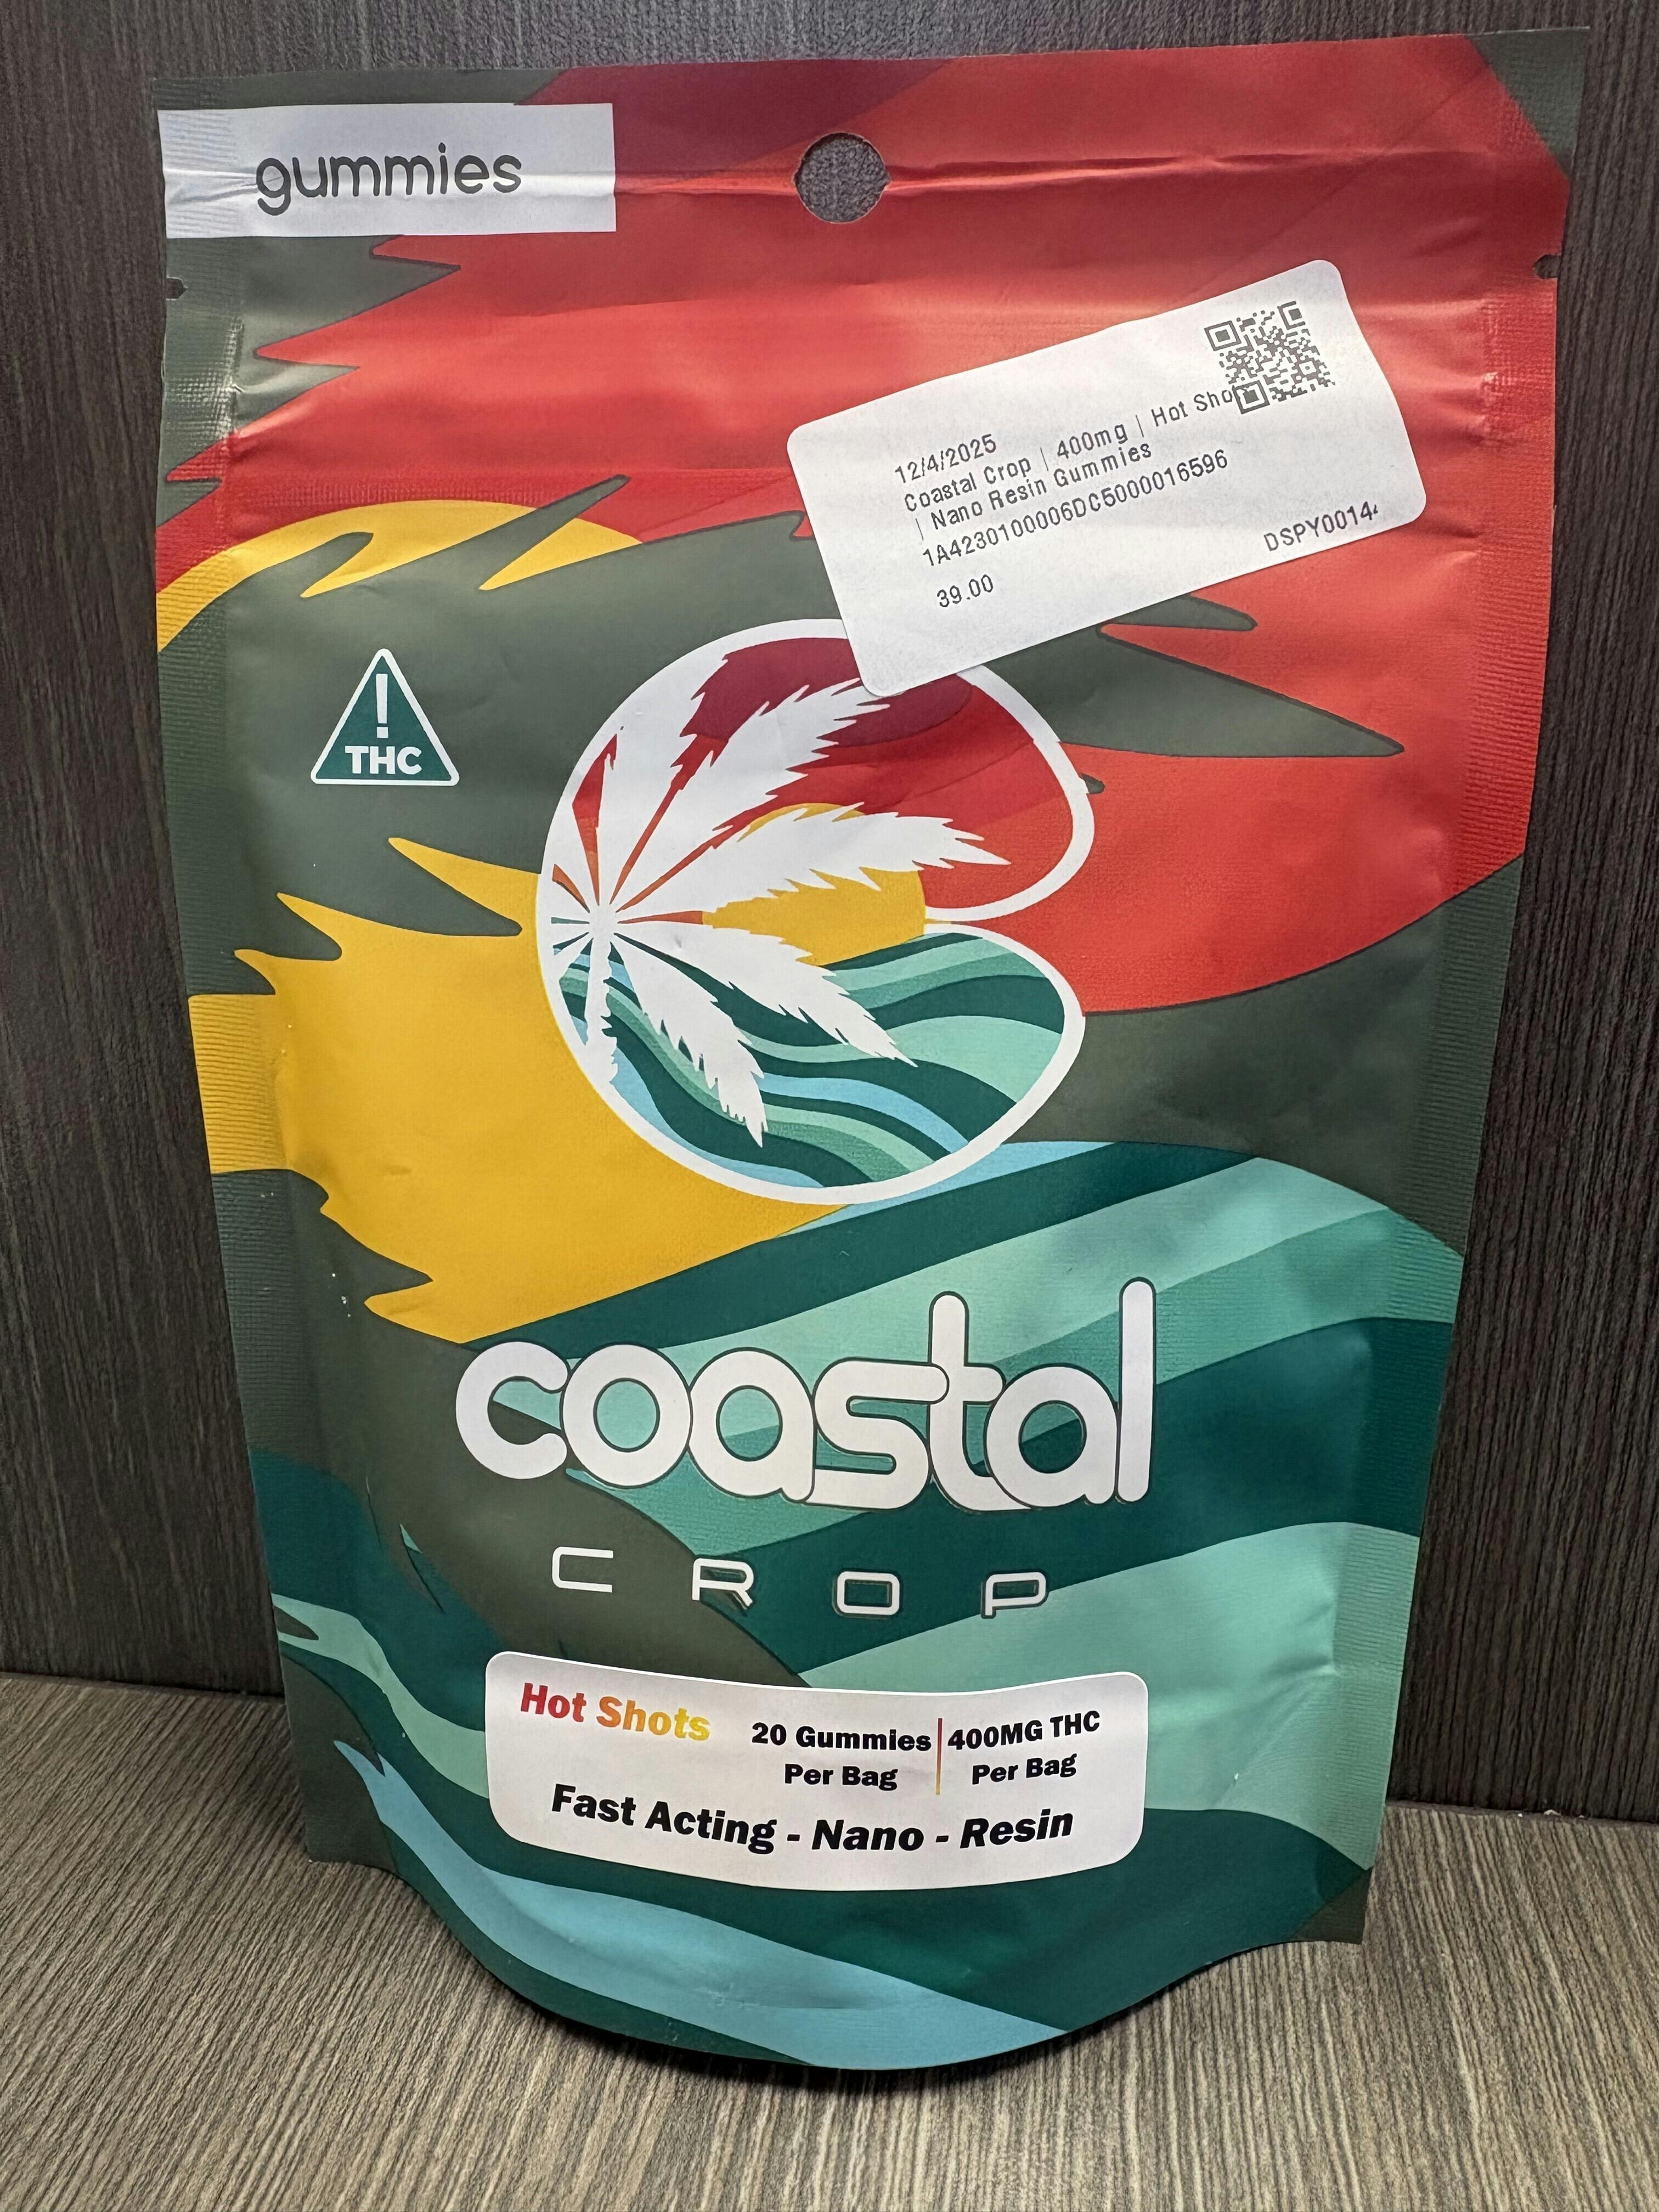 gummies
12/4/2025
Coastal Crop | 400mg | Hot Sho
| Nano Resin Gummies
1A4230100006DC50000016596
39.00
DSPY0014
!
THC
coastal
CROP
Hot Shots
20 Gummies
Per Bag
400MG THC
Per Bag
Fast Acting - Nano - Resin